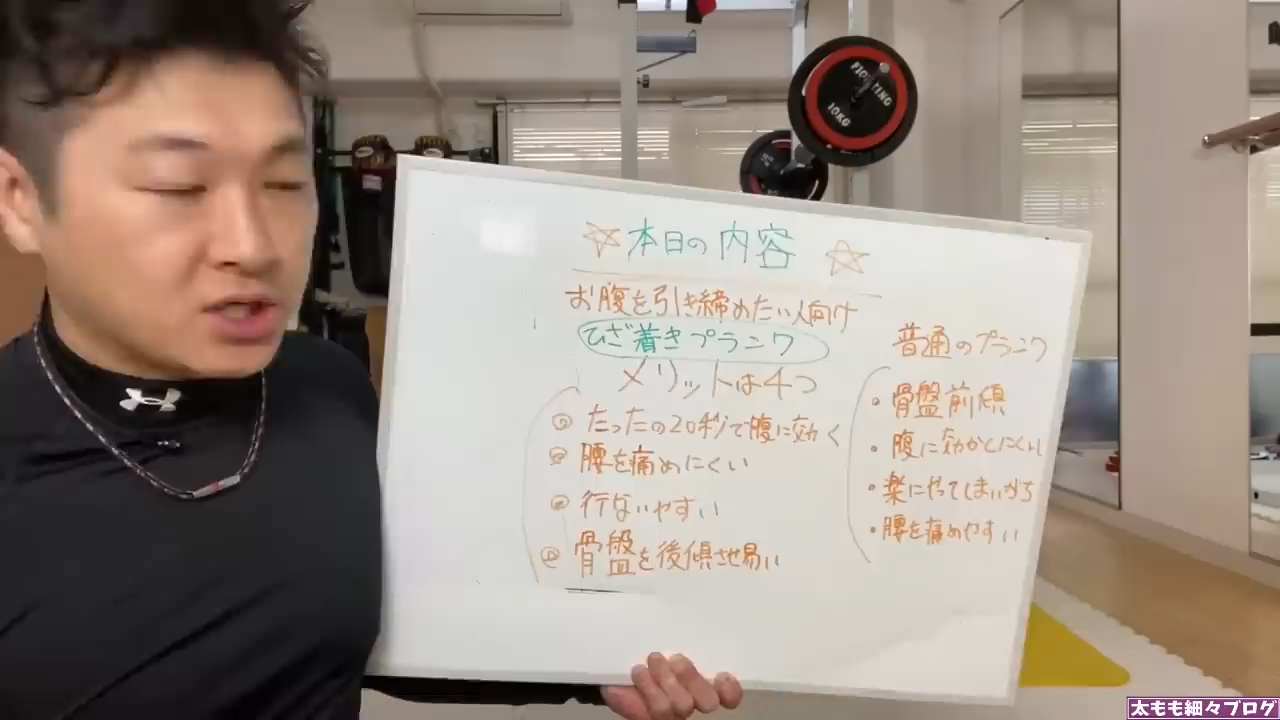 FIGHTING
10KG
☆本日の内容☆
お腹を引き締めたい人向け
ひざ着きプランク
メリットは4つ
① たったの20秒で腹に効く
② 腰を痛めにくい
③ 行ないやすい
④ 骨盤を後傾させ易い
普通のプランク
・骨盤前傾
・腹に効かしにくい
・楽にやってしまいがち
・腰を痛めやすい
太もも細々ブログ